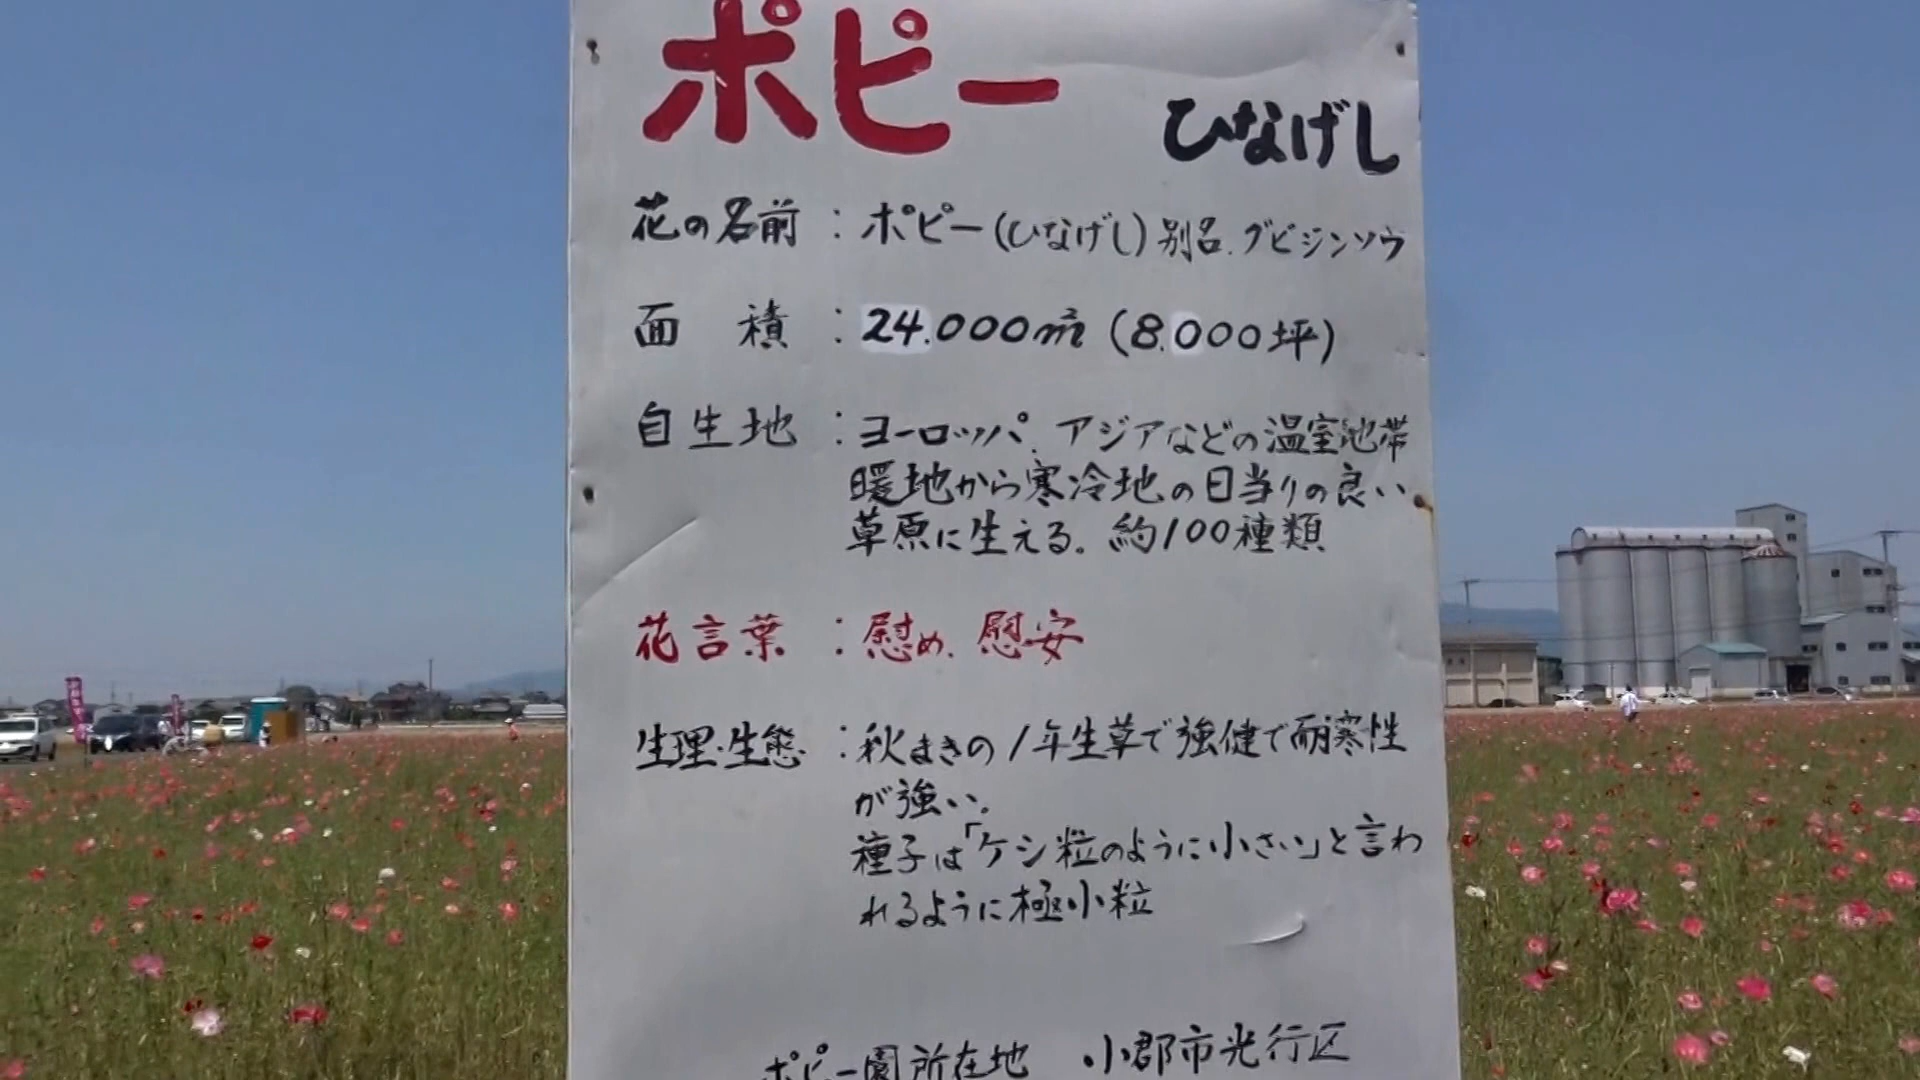 ポピー
ひなげし
花の名前：ポピー(ひなげし)別名.グビジンソウ
面　積：24.000㎡(8.000坪)
自生地：ヨーロッパ.アジアなどの温室地帯
暖地から寒冷地の日当りの良い
草原に生える。約100種類
花言葉：慰め、慰安
生理・生態：秋まきの1年生草で強健で耐寒性
が強い。
種子は「ケシ粒のように小さい」と言わ
れるように極小粒
ポピー園所在地　小郡市光行区